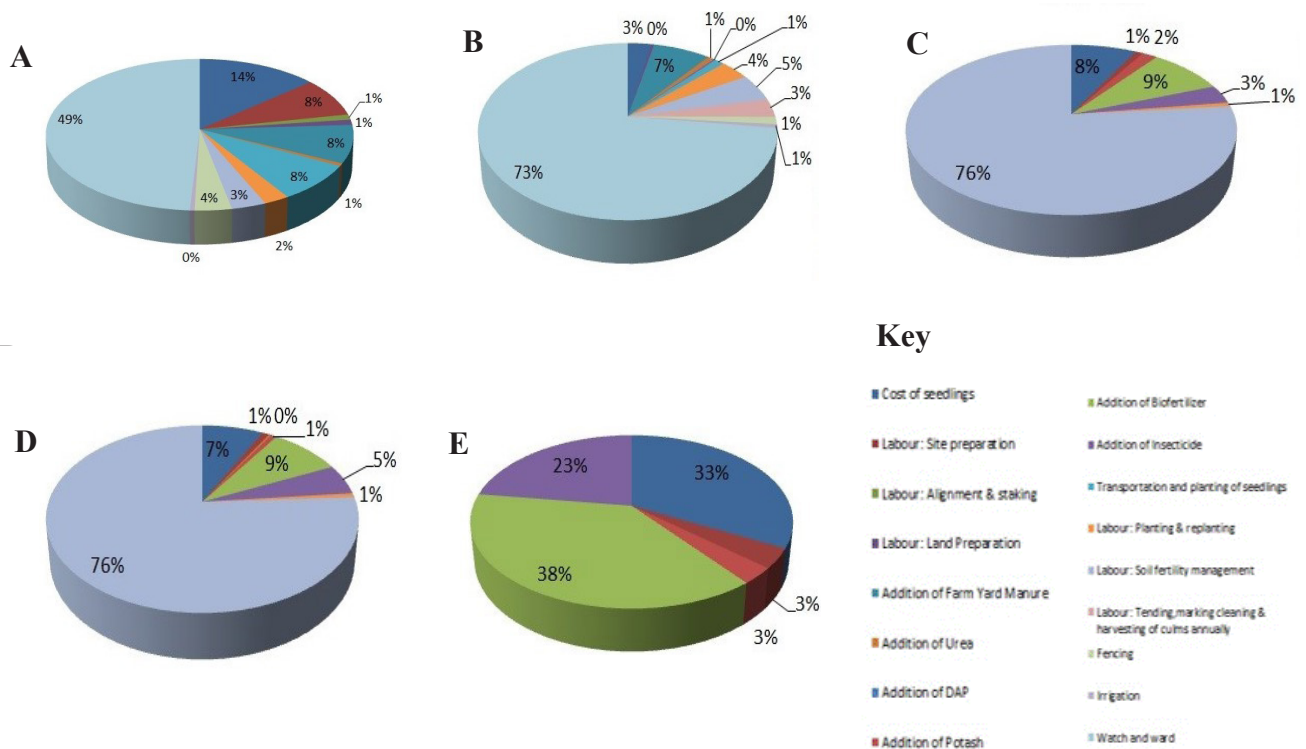 A
14%
8%
1%
1%
8%
1%
8%
2%
3%
4%
0%
49%
B
3% 0%
1%
0%
1%
7%
4%
5%
3%
1%
1%
73%
C
8%
1% 2%
9%
3%
1%
76%
D
7%
1% 0%
1%
9%
5%
1%
76%
E
33%
3%
3%
38%
23%
Key
Cost of seedlings
Labour: Site preparation
Labour: Alignment & staking
Labour: Land Preparation
Addition of Farm Yard Manure
Addition of Urea
Addition of DAP
Addition of Potash
Addition of Biofertilizer
Addition of Insecticide
Transportation and planting of seedlings
Labour: Planting & replanting
Labour: Soil fertility management
Labour: Tending,marking cleaning &
harvesting of culms annually
Fencing
Irrigation
Watch and ward